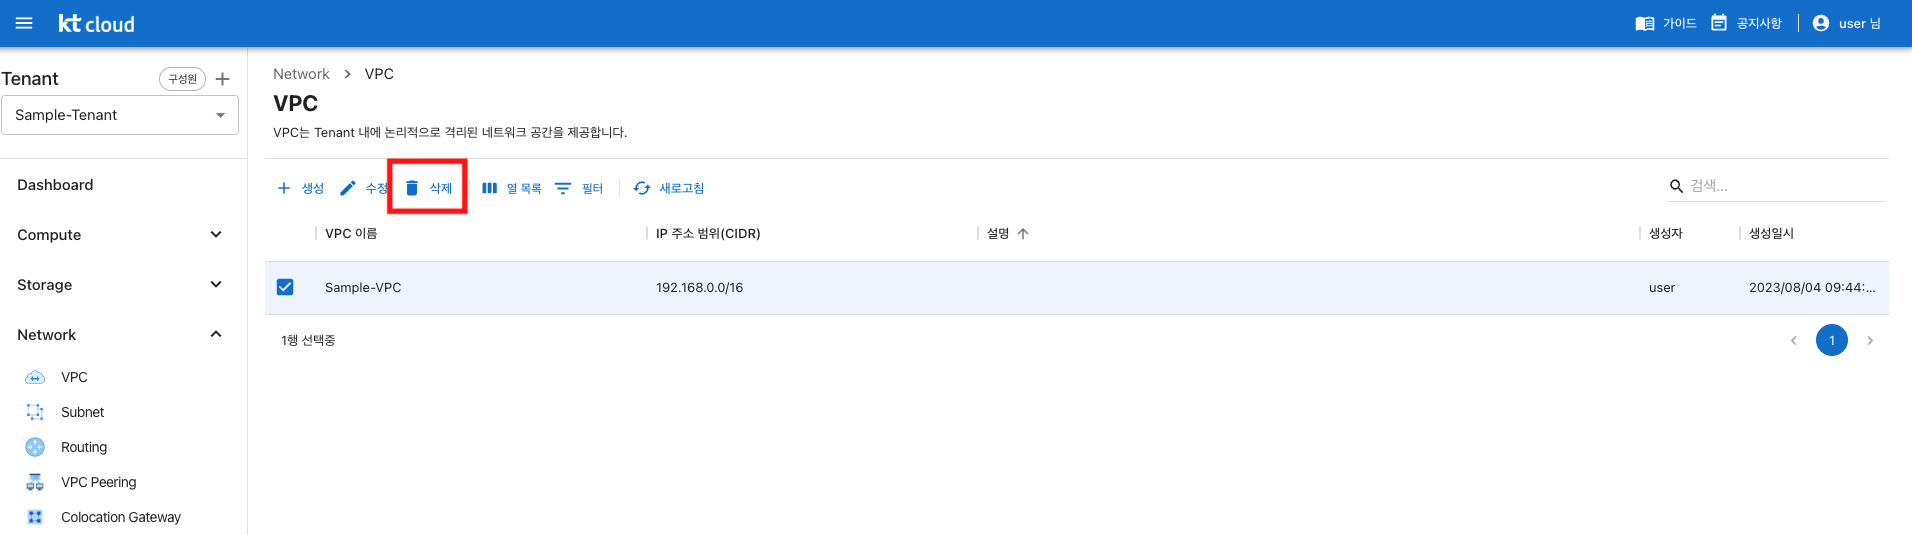 kt cloud
가이드 공지사항 user 님
Tenant 구성원
Sample-Tenant
Dashboard
Compute
Storage
Network
VPC
Subnet
Routing
VPC Peering
Colocation Gateway
Network > VPC
VPC
VPC는 Tenant 내에 논리적으로 격리된 네트워크 공간을 제공합니다.
생성 수정 삭제 열 목록 필터 새로고침 검색...
VPC 이름 IP 주소 범위(CIDR) 설명 생성자 생성일시
Sample-VPC 192.168.0.0/16 user 2023/08/04 09:44:...
1행 선택중 1